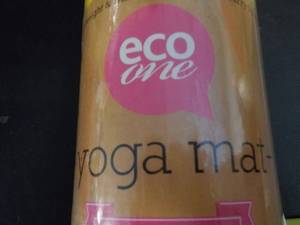 eco
one
yoga mat-